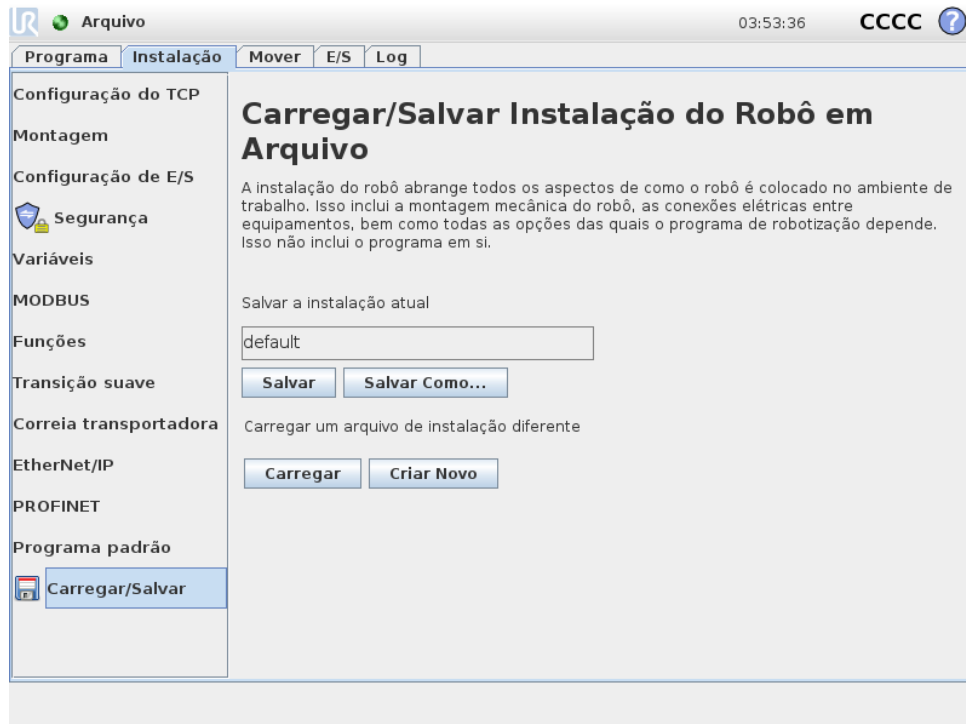 UR Arquivo 03:53:36 CCCC ?
Programa Instalação Mover E/S Log
Configuração do TCP
Montagem
Configuração de E/S
Segurança
Variáveis
MODBUS
Funções
Transição suave
Correia transportadora
EtherNet/IP
PROFINET
Programa padrão
Carregar/Salvar
Carregar/Salvar Instalação do Robô em
Arquivo
A instalação do robô abrange todos os aspectos de como o robô é colocado no ambiente de
trabalho. Isso inclui a montagem mecânica do robô, as conexões elétricas entre
equipamentos, bem como todas as opções das quais o programa de robotização depende.
Isso não inclui o programa em si.
Salvar a instalação atual
default
Salvar Salvar Como...
Carregar um arquivo de instalação diferente
Carregar Criar Novo